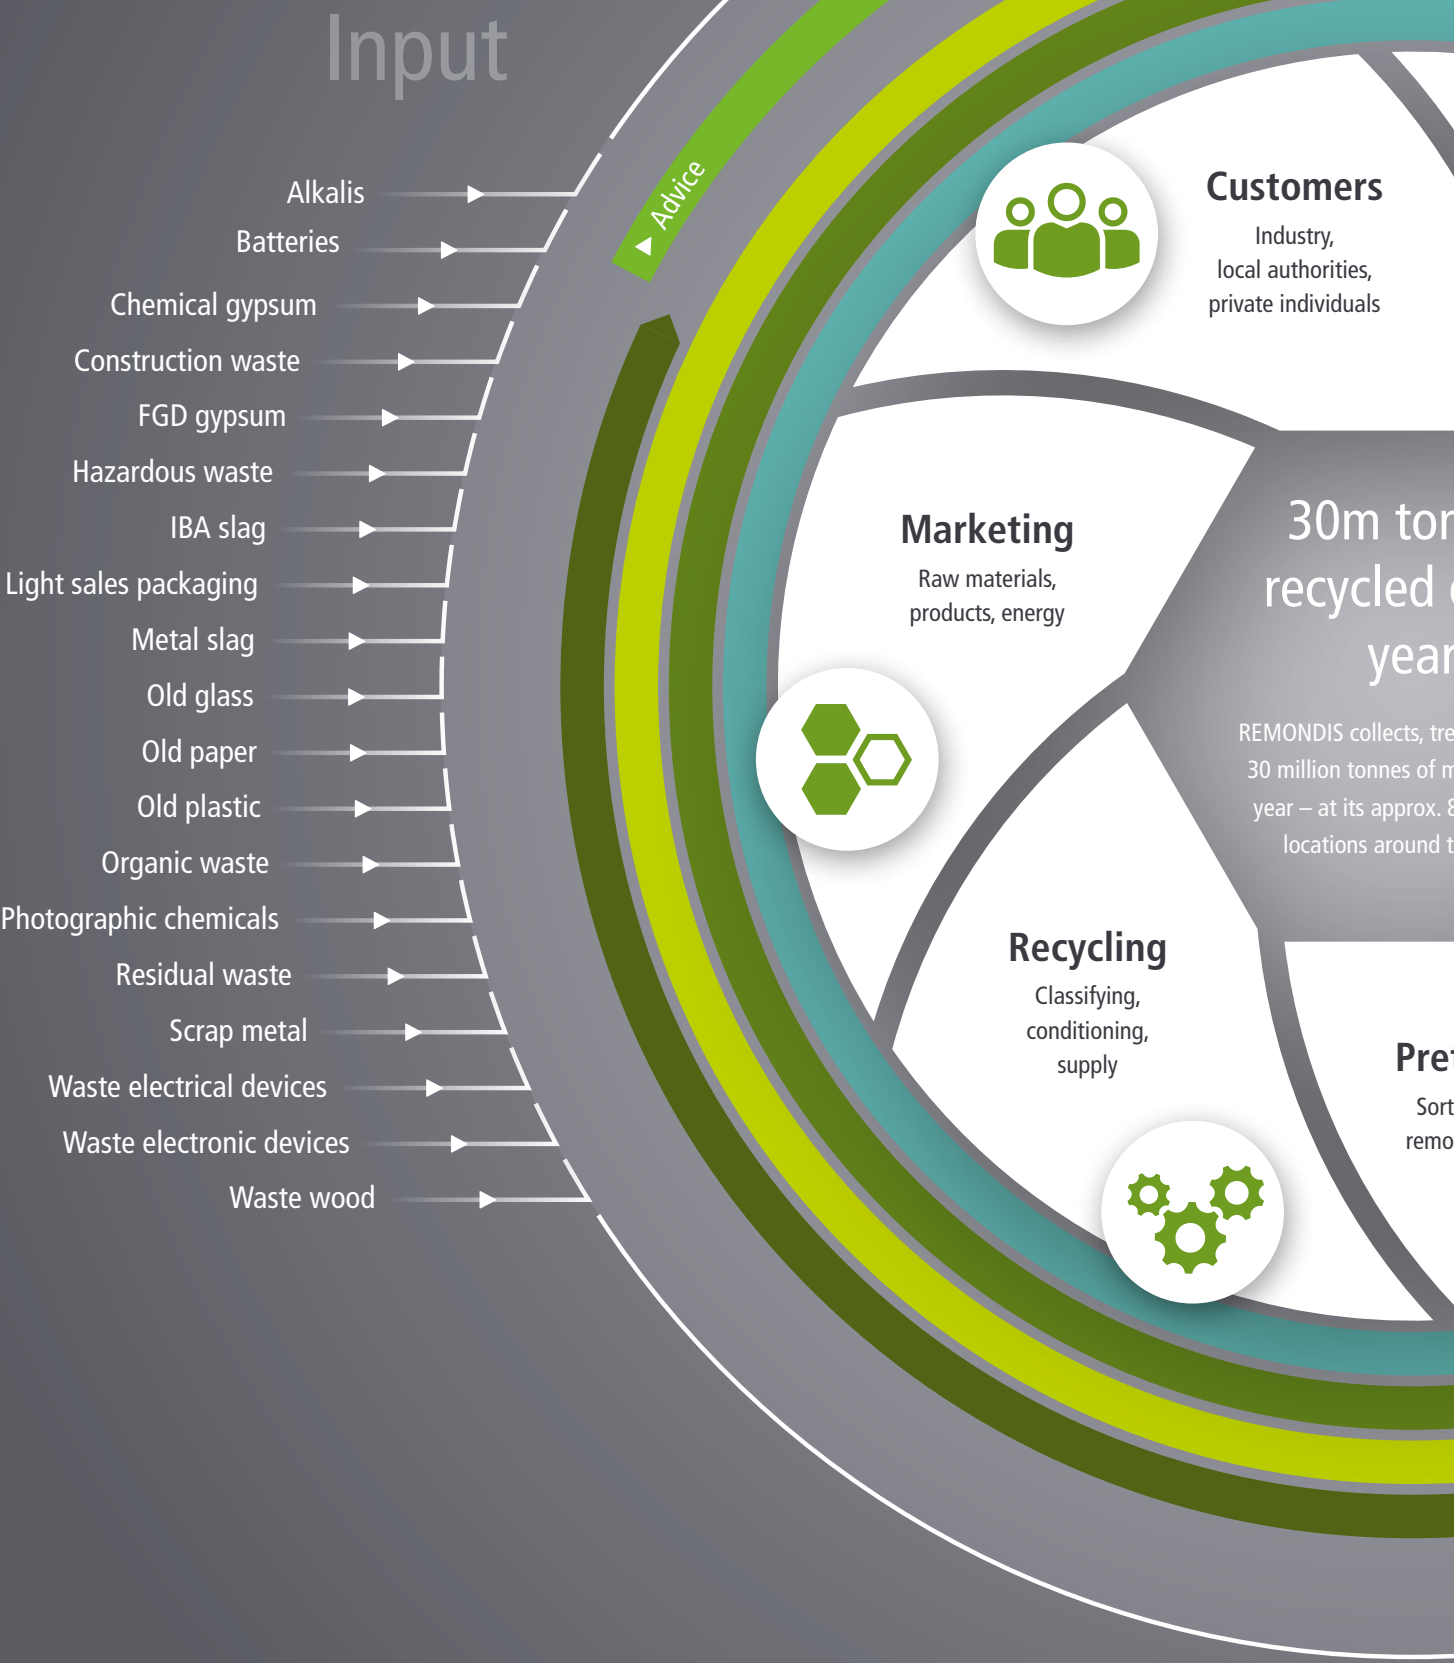 Input
Alkalis
Batteries
Chemical gypsum
Construction waste
FGD gypsum
Hazardous waste
IBA slag
Light sales packaging
Metal slag
Old glass
Old paper
Old plastic
Organic waste
Photographic chemicals
Residual waste
Scrap metal
Waste electrical devices
Waste electronic devices
Waste wood
Advice
Customers
Industry,
local authorities,
private individuals
Marketing
Raw materials,
products, energy
30m
recycled
year
REMONDIS collects,
30 million tonnes of
year – at its approx.
locations around
Recycling
Classifying,
conditioning,
supply